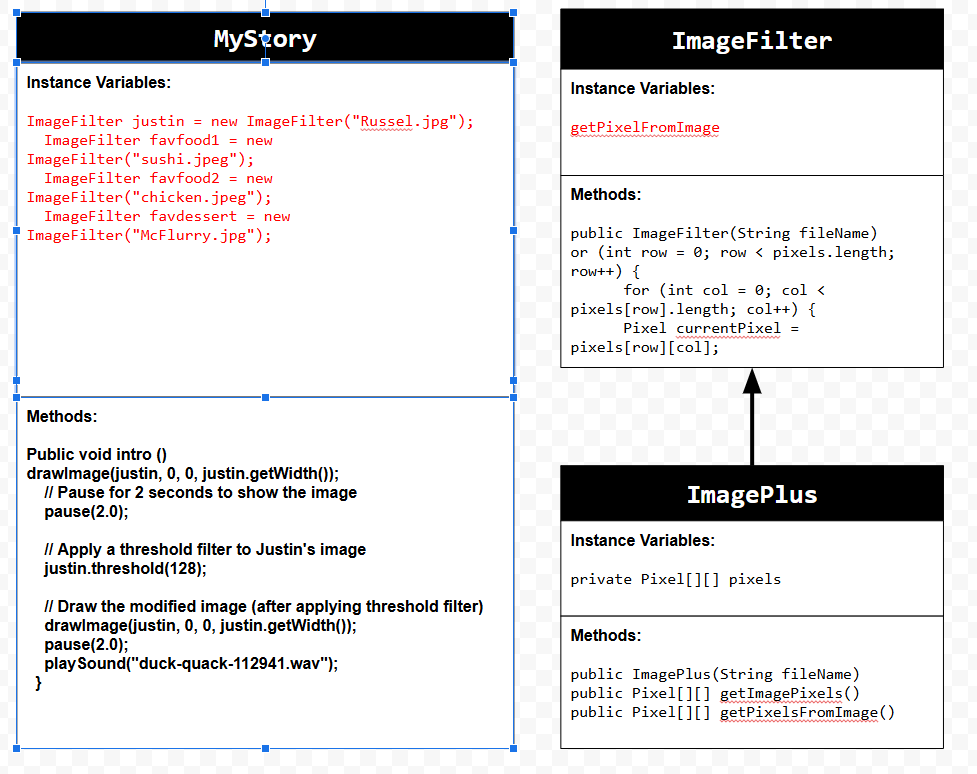 MyStory
Instance Variables:
ImageFilter justin = new ImageFilter("Russel.jpg");
ImageFilter favfood1 = new
ImageFilter("sushi.jpeg");
ImageFilter favfood2 = new
ImageFilter("chicken.jpeg");
ImageFilter favdessert = new
ImageFilter("McFlurry.jpg");
Methods:
Public void intro ()
drawImage(justin, 0, 0, justin.getWidth());
// Pause for 2 seconds to show the image
pause(2.0);
// Apply a threshold filter to Justin's image
justin.threshold(128);
// Draw the modified image (after applying threshold filter)
drawImage(justin, 0, 0, justin.getWidth());
pause(2.0);
playSound("duck-quack-112941.wav");
}
ImageFilter
Instance Variables:
getPixelFromImage
Methods:
public ImageFilter(String fileName)
or (int row = 0; row < pixels.length;
row++) {
for (int col = 0; col <
pixels[row].length; col++) {
Pixel currentPixel =
pixels[row][col];
ImagePlus
Instance Variables:
private Pixel[][] pixels
Methods:
public ImagePlus(String fileName)
public Pixel[][] getImagePixels()
public Pixel[][] getPixelsFromImage()